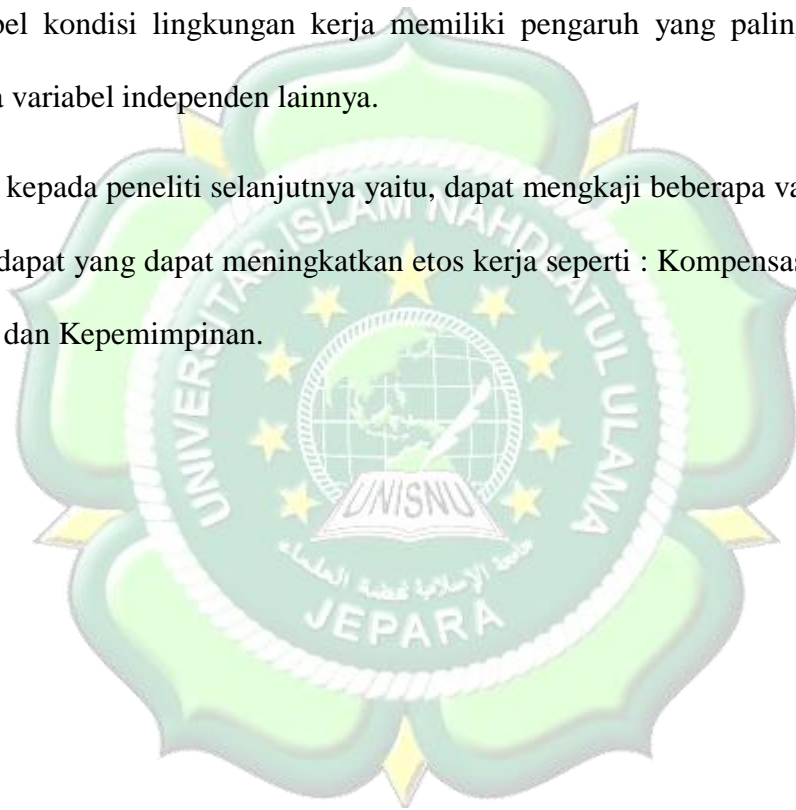 bel kondisi lingkungan kerja memiliki pengaruh yang paling
variabel independen lainnya.
kepada peneliti selanjutnya yaitu, dapat mengkaji beberapa va
dapat yang dapat meningkatkan etos kerja seperti : Kompensas
dan Kepemimpinan.
UNIVERSITAS ISLAM NAHDLATUL ULAMA
UNISNU
JEPARA